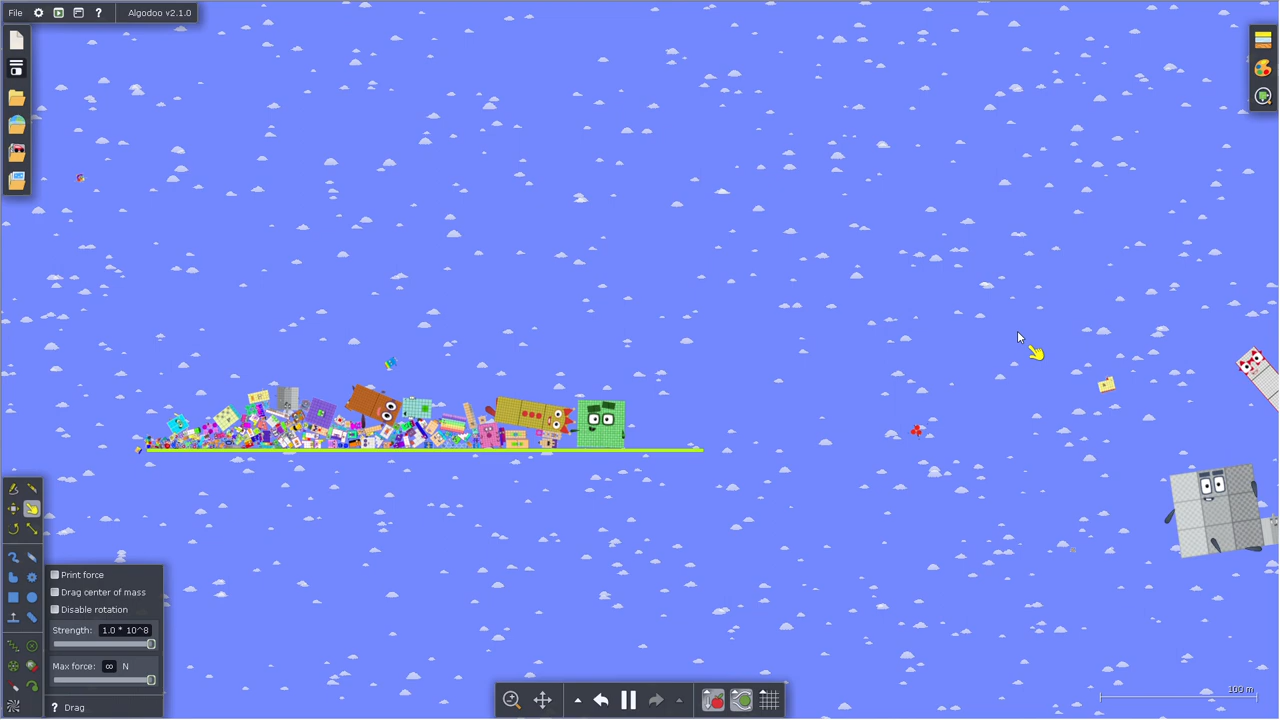 File
?
Algodoo v2.1.0
Print force
Drag center of mass
Disable rotation
Strength: 1.0 * 10^8
Max force: ∞ N
? Drag
100 m